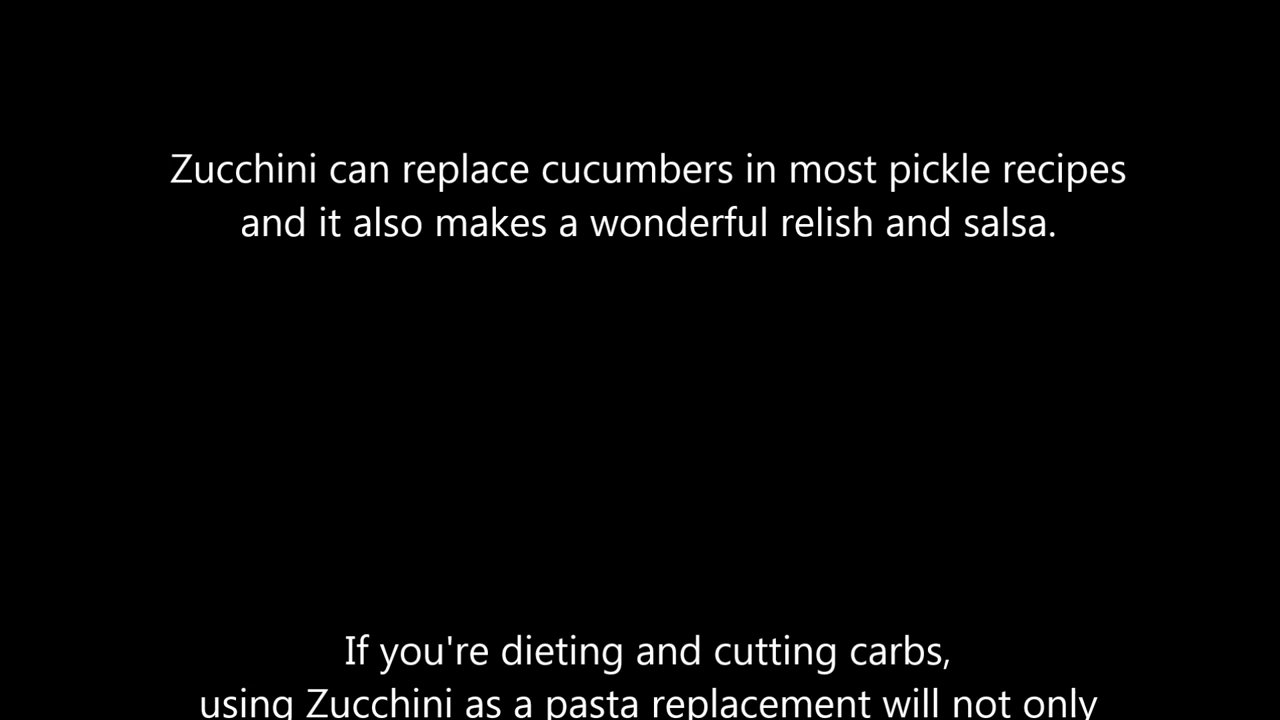 Zucchini can replace cucumbers in most pickle recipes
and it also makes a wonderful relish and salsa.
If you're dieting and cutting carbs,
using Zucchini as a pasta replacement will not only